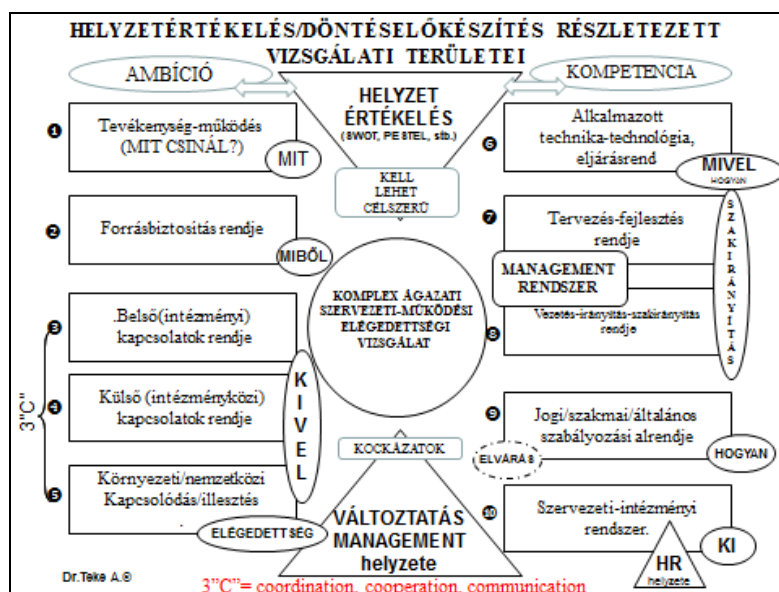 HELYZETÉRTÉKELÉS/DÖNTÉSELŐKÉSZÍTÉS RÉSZLETEZETT
VIZSGÁLATI TERÜLETEI
AMBÍCIÓ
KOMPETENCIA
HELYZET
ÉRTÉKELÉS
(SWOT, PESTEL, stb.)
KELL
LEHET
CÉLSZERŰ
1
Tevékenység-működés
(MIT CSINÁL?)
MIT
2
Forrásbiztosítás rendje
MIBŐL
3"C"
3
.Belső(intézményi)
kapcsolatok rendje
4
Külső (intézményközi)
kapcsolatok rendje
5
Környezeti/nemzetközi
Kapcsolódás/illesztés
.
KIVEL
ELÉGEDETTSÉG
KOMPLEX ÁGAZATI
SZERVEZETI-MŰKÖDÉSI
ELÉGEDETTSÉGI
VIZSGÁLAT
KOCKÁZATOK
VÁLTOZTATÁS
MANAGEMENT
helyzete
6
Alkalmazott
technika-technológia,
eljárásrend
MIVEL
HOGYAN
7
Tervezés-fejlesztés
rendje
MANAGEMENT
RENDSZER
8
Vezetés-irányítás-szakirányítás
rendje
SZAKIRÁNYÍTÁS
9
Jogi/szakmai/általános
szabályozási alrendje
ELVÁRÁS
HOGYAN
10
Szervezeti-intézményi
rendszer.
KI
HR
helyzete
Dr.Teke A.©
3"C"= coordination, cooperation, communication